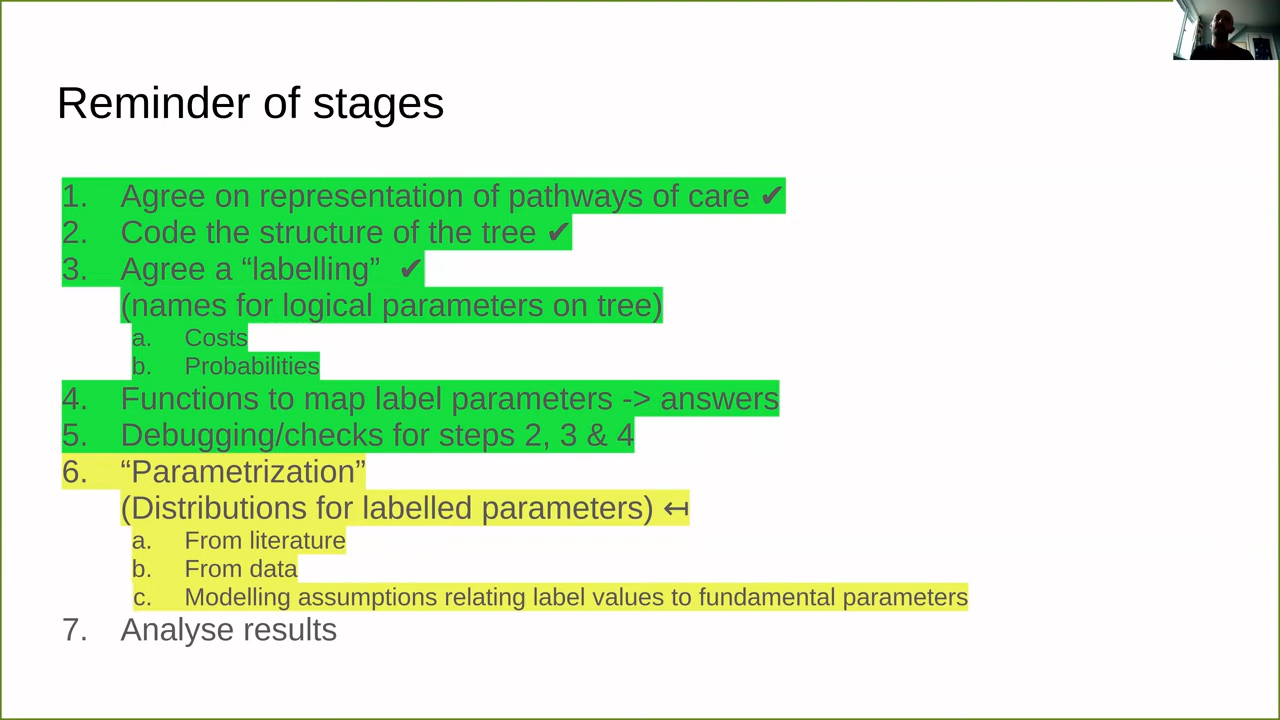 Reminder of stages
1. Agree on representation of pathways of care ✔
2. Code the structure of the tree ✔
3. Agree a “labelling” ✔
(names for logical parameters on tree)
a. Costs
b. Probabilities
4. Functions to map label parameters -> answers
5. Debugging/checks for steps 2, 3 & 4
6. “Parametrization”
(Distributions for labelled parameters) ↤
a. From literature
b. From data
c. Modelling assumptions relating label values to fundamental parameters
7. Analyse results